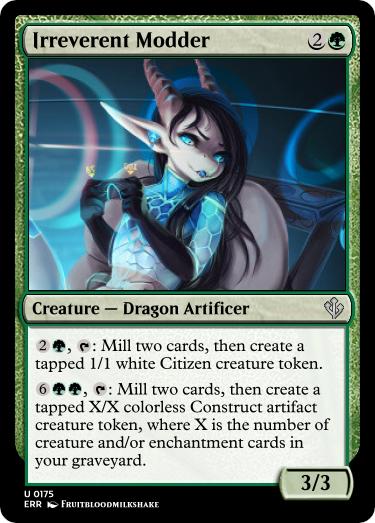 Irreverent Modder 2
Creature — Dragon Artificer
2 , : Mill two cards, then create a
tapped 1/1 white Citizen creature token.
6 , : Mill two cards, then create a
tapped X/X colorless Construct artifact
creature token, where X is the number of
creature and/or enchantment cards in
your graveyard.
3/3
U 0175
ERR FRUITBLOODMILKSHAKE